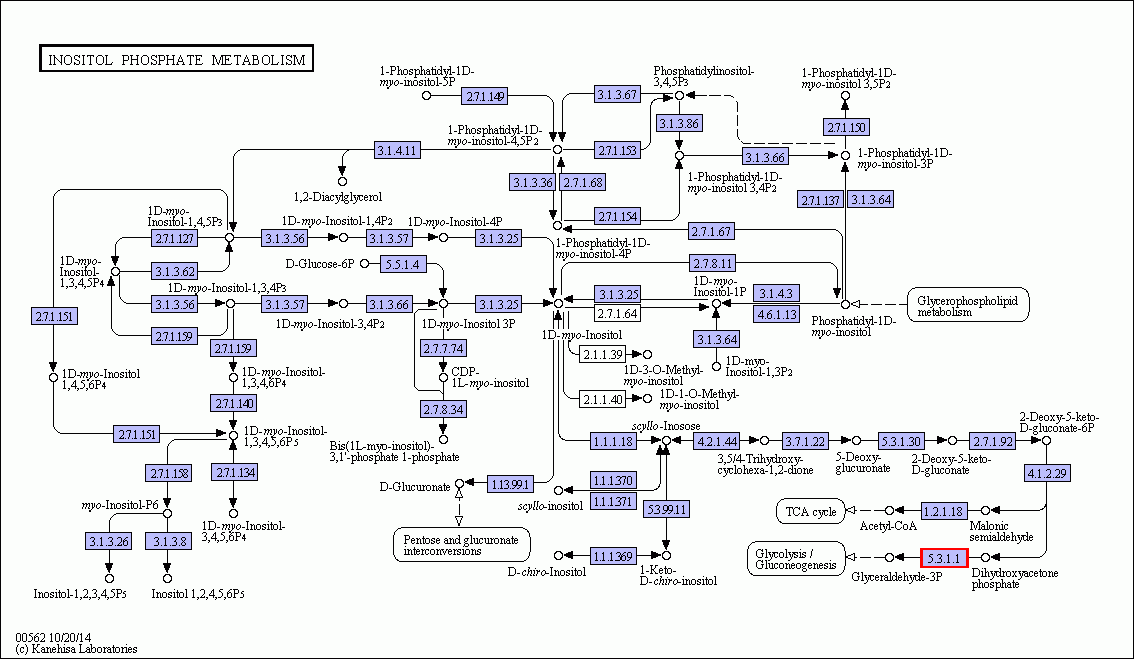 INOSITOL PHOSPHATE METABOLISM
1-Phosphatidyl-1D-
myo-inositol-5P
2.7.1.149
3.1.3.67
Phosphatidylinositol-
3,4,5P3
1-Phosphatidyl-1D-
myo-inositol 3,5P2
1-Phosphatidyl-1D-
myo-inositol-4,5P2
3.1.3.86
2.7.1.150
3.1.4.11
2.7.1.153
3.1.3.66
1-Phosphatidyl-1D-
myo-inositol-3P
1,2-Diacylglycerol
3.1.3.36
2.7.1.68
1-Phosphatidyl-1D-
myo-inositol 3,4P2
2.7.1.137
3.1.3.64
1D-myo-
Inositol-1,4,5P3
1D-myo-Inositol-1,4P2
1D-myo-Inositol-4P
2.7.1.154
2.7.1.67
2.7.1.127
3.1.3.56
3.1.3.57
3.1.3.25
1-Phosphatidyl-1D-
myo-inositol-4P
1D-myo-
Inositol-
1,3,4,5P4
3.1.3.62
D-Glucose-6P
5.5.1.4
2.7.8.11
1D-myo-Inositol-1,3,4P3
3.1.3.56
3.1.3.57
3.1.3.66
3.1.3.25
3.1.3.25
2.7.1.64
1D-myo-
Inositol-1P
3.1.4.3
4.6.1.13
Glycerophospholipid
metabolism
2.7.1.151
2.7.1.159
1D-myo-Inositol-3,4P2
1D-myo-Inositol 3P
1D-myo-Inositol
Phosphatidyl-1D-
myo-inositol
2.7.1.159
2.7.7.74
2.1.1.39
3.1.3.64
1D-myo-Inositol
1,4,5,6P4
1D-myo-Inositol-
1,3,4,6P4
CDP-
1L-myo-inositol
1D-3-O-Methyl-
myo-inositol
1D-myo-
Inositol-1,3P2
2.7.1.140
2.7.8.34
2.1.1.40
1D-1-O-Methyl-
myo-inositol
2.7.1.151
1D-myo-Inositol-
1,3,4,5,6P5
Bis(1L-myo-inositol)-
3,1'-phosphate 1-phosphate
1.1.1.18
scyllo-Inosose
4.2.1.44
3.7.1.22
5.3.1.30
2.7.1.92
2-Deoxy-5-keto-
D-gluconate-6P
3,5/4-Trihydroxy-
cyclohexa-1,2-dione
5-Deoxy-
glucuronate
2-Deoxy-5-keto-
D-gluconate
2.7.1.158
2.7.1.134
D-Glucuronate
1.13.99.1
1.1.1.370
1.1.1.371
scyllo-inositol
4.1.2.29
myo-Inositol-P6
1D-myo-Inositol-
3,4,5,6P4
53.99.11
TCA cycle
Acetyl-CoA
1.2.1.18
Malonic
semialdehyde
3.1.3.26
3.1.3.8
Pentose and glucuronate
interconversions
1.1.1.369
D-chiro-Inositol
1-Keto-
D-chiro-inositol
Glycolysis /
Gluconeogenesis
Glyceraldehyde-3P
5.3.1.1
Dihydroxyacetone
phosphate
Inositol-1,2,3,4,5P5
Inositol 1,2,4,5,6P5
00562 10/20/14
(c) Kanehisa Laboratories